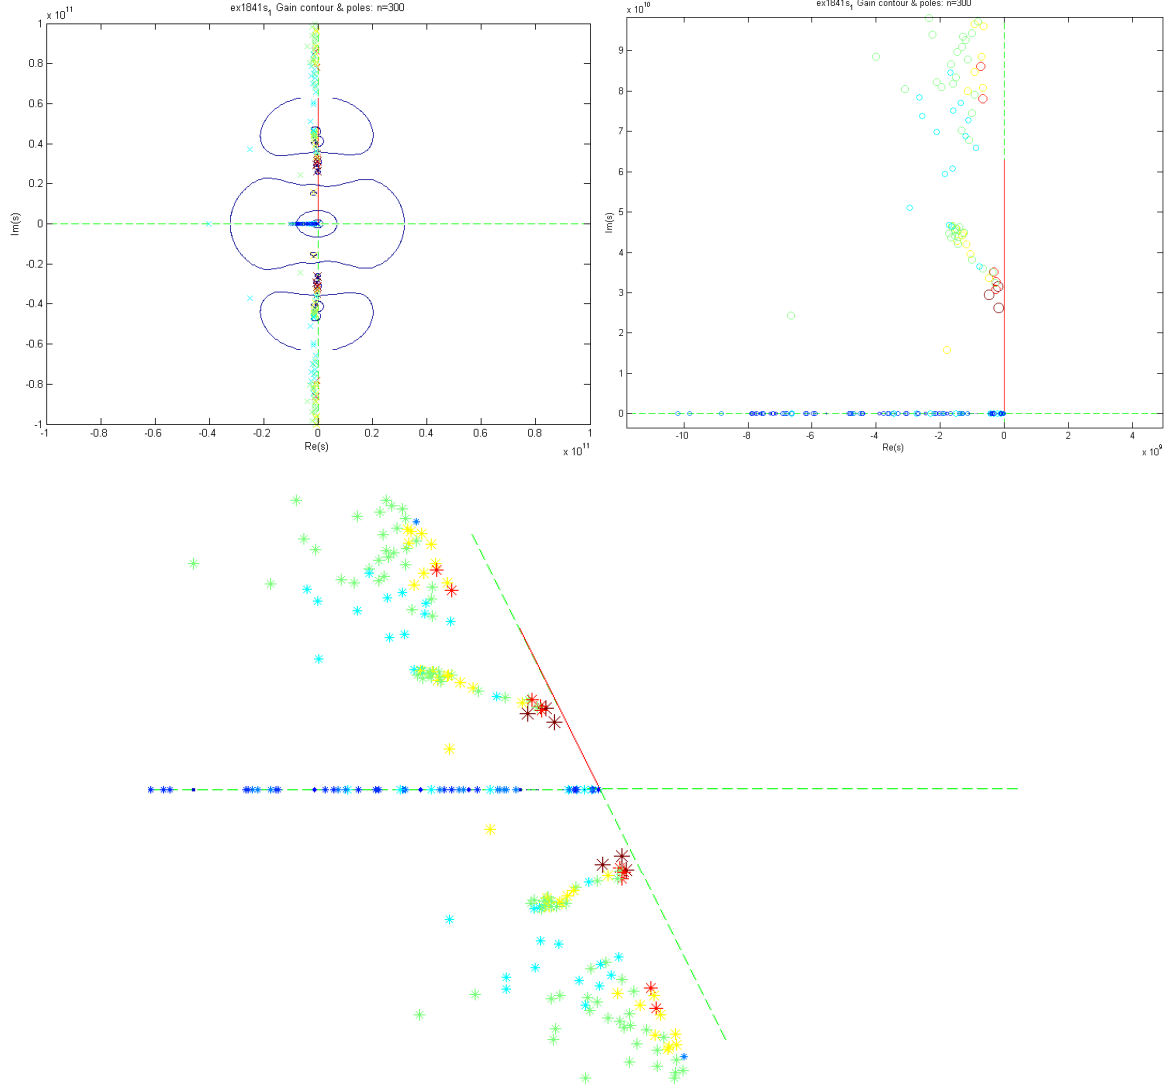 ex1841s_1 Gain contour & poles: n=300
x 10^11
1
0.8
0.6
0.4
0.2
0
-0.2
-0.4
-0.6
-0.8
-1
Im(s)
-1 -0.8 -0.6 -0.4 -0.2 0 0.2 0.4 0.6 0.8 1
Re(s)
x 10^11
ex1841s_1 Gain contour & poles: n=300
x 10^10
9
8
7
6
5
4
3
2
1
0
Im(s)
-10 -8 -6 -4 -2 0 2 4
Re(s)
x 10^9